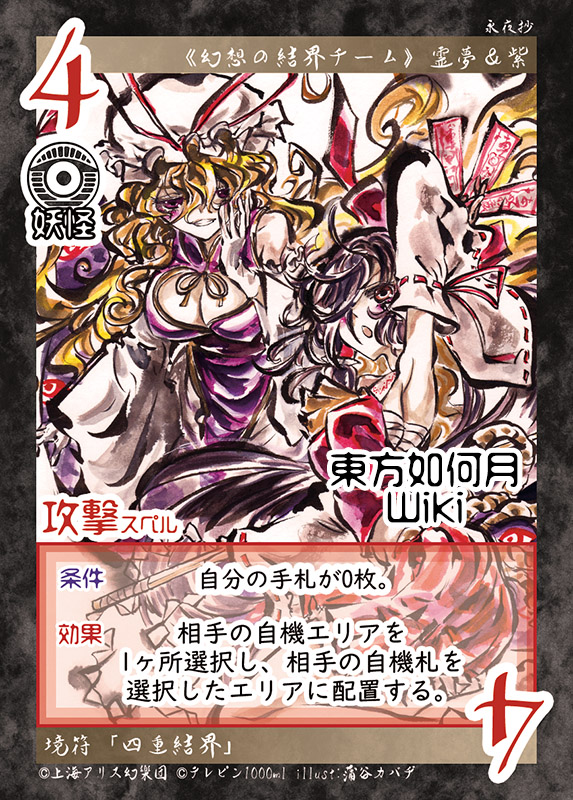 永夜抄
4
《幻想の結界チーム》 霊夢&紫
妖怪
東方如何月
Wiki
攻撃スペル
条件 自分の手札が0枚。
効果 相手の自機エリアを
1ヶ所選択し、相手の自機札を
選択したエリアに配置する。
4
境符 「四重結界」
©上海アリス幻樂団 ©テレピン1000ml illust:蒲谷カバヂ